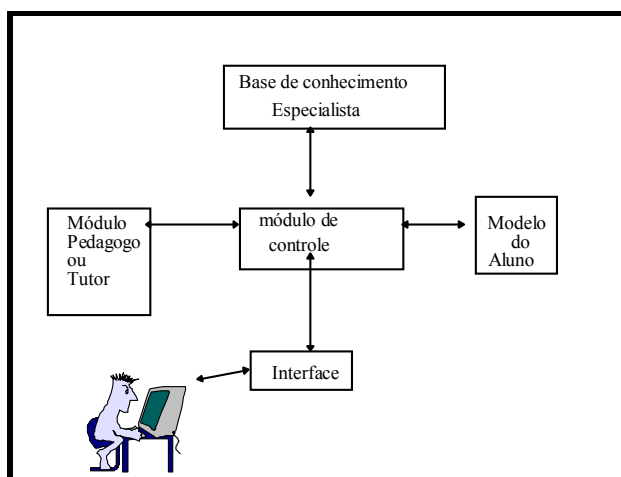 Base de conhecimento
Especialista
Módulo
Pedagogo
ou
Tutor
módulo de
controle
Modelo
do
Aluno
Interface